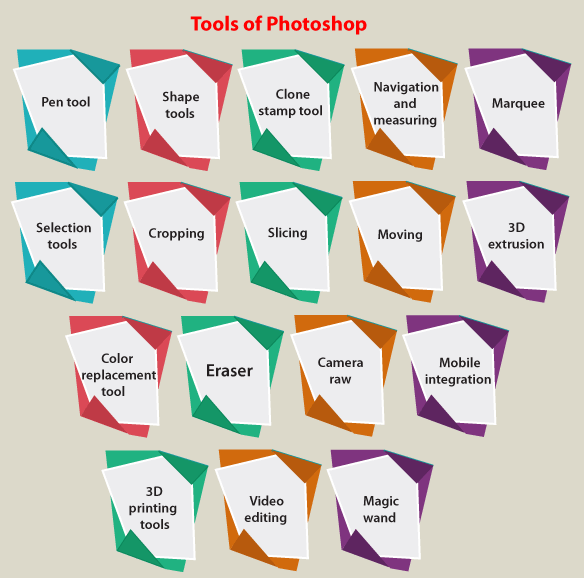 Tools of Photoshop
Pen tool
Shape
tools
Clone
stamp tool
Navigation
and
measuring
Marquee
Selection
tools
Cropping
Slicing
Moving
3D
extrusion
Color
replacement
tool
Eraser
Camera
raw
Mobile
integration
3D
printing
tools
Video
editing
Magic
wand